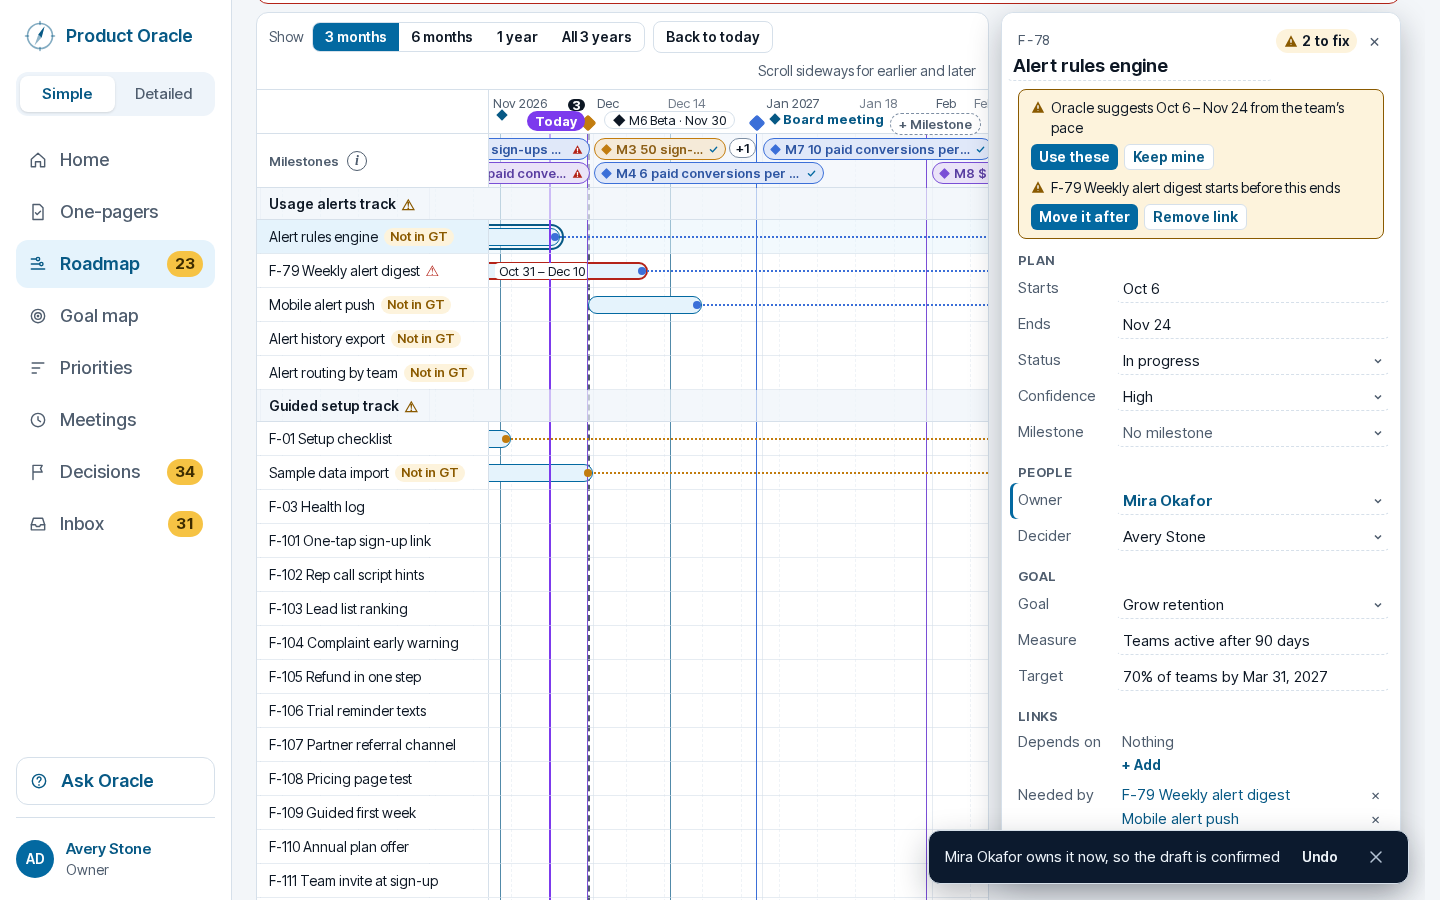 Product Oracle
Simple
Detailed
Home
One-pagers
Roadmap 23
Goal map
Priorities
Meetings
Decisions 34
Inbox 31
Ask Oracle
AD
Avery Stone
Owner
Show
3 months
6 months
1 year
All 3 years
Back to today
Scroll sideways for earlier and later
Nov 2026
3
Dec
Dec 14
Jan 2027
Jan 18
Feb
Fe
Today
M6 Beta · Nov 30
Board meeting
+ Milestone
Milestones i
sign-ups ...
M3 50 sign-...
+1
M7 10 paid conversions per...
paid conve...
M4 6 paid conversions per ...
M8 $
Usage alerts track
Alert rules engine Not in GT
F-79 Weekly alert digest
Oct 31 – Dec 10
Mobile alert push Not in GT
Alert history export Not in GT
Alert routing by team Not in GT
Guided setup track
F-01 Setup checklist
Sample data import Not in GT
F-03 Health log
F-101 One-tap sign-up link
F-102 Rep call script hints
F-103 Lead list ranking
F-104 Complaint early warning
F-105 Refund in one step
F-106 Trial reminder texts
F-107 Partner referral channel
F-108 Pricing page test
F-109 Guided first week
F-110 Annual plan offer
F-111 Team invite at sign-up
F-78
2 to fix
Alert rules engine
Oracle suggests Oct 6 – Nov 24 from the team's
pace
Use these
Keep mine
F-79 Weekly alert digest starts before this ends
Move it after
Remove link
PLAN
Starts Oct 6
Ends Nov 24
Status In progress
Confidence High
Milestone No milestone
PEOPLE
Owner Mira Okafor
Decider Avery Stone
GOAL
Goal Grow retention
Measure Teams active after 90 days
Target 70% of teams by Mar 31, 2027
LINKS
Depends on Nothing
+ Add
Needed by F-79 Weekly alert digest
Mobile alert push
Mira Okafor owns it now, so the draft is confirmed
Undo